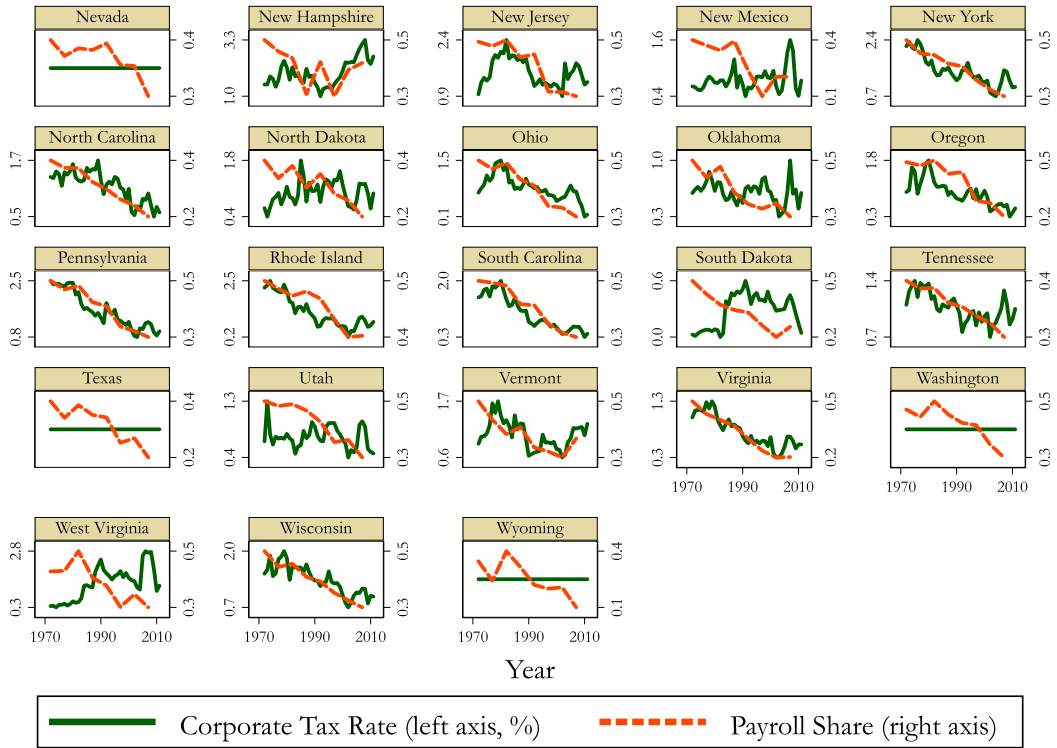 Nevada New Hampshire New Jersey New Mexico New York
0.4 3.3 0.5 2.4 0.5 1.6 0.4 2.4 0.5
0.3 1.0 0.3 0.9 0.3 0.4 0.1 0.7 0.3
North Carolina North Dakota Ohio Oklahoma Oregon
1.7 0.4 1.8 0.4 1.5 0.5 1.0 0.5 1.8 0.5
0.5 0.2 0.4 0.2 0.1 0.3 0.3 0.3 0.3 0.3
Pennsylvania Rhode Island South Carolina South Dakota Tennessee
2.5 0.5 2.5 0.5 2.0 0.5 0.6 0.5 1.4 0.5
0.8 0.3 0.2 0.4 0.3 0.3 0.0 0.3 0.7 0.3
Texas Utah Vermont Virginia Washington
0.4 1.3 0.5 1.7 0.5 1.3 0.5 0.5
0.2 0.4 0.3 0.6 0.3 0.3 0.2 0.3
1970 1990 2010 1970 1990 2010
West Virginia Wisconsin Wyoming
2.8 0.5 2.0 0.5 0.4
0.3 0.3 0.7 0.3 0.1
1970 1990 2010 1970 1990 2010 1970 1990 2010
Year
Corporate Tax Rate (left axis, %) Payroll Share (right axis)